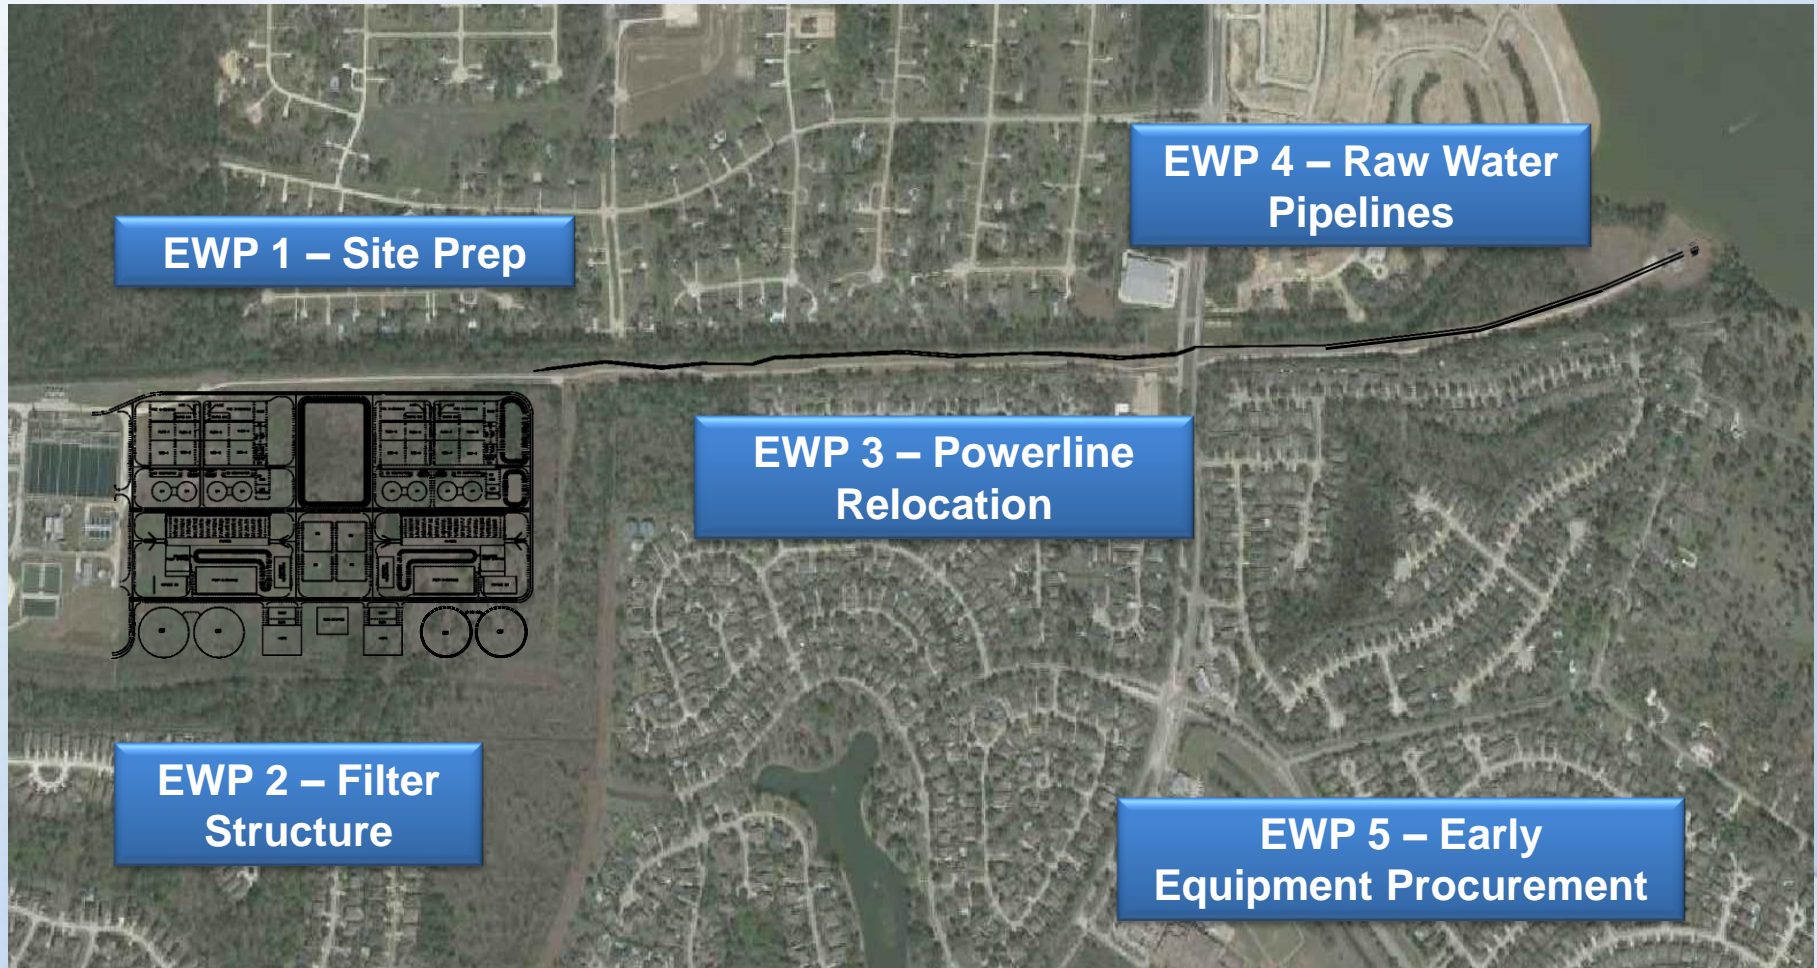 EWP 4 – Raw Water
Pipelines
EWP 1 – Site Prep
EWP 3 – Powerline
Relocation
EWP 2 – Filter
Structure
EWP 5 – Early
Equipment Procurement